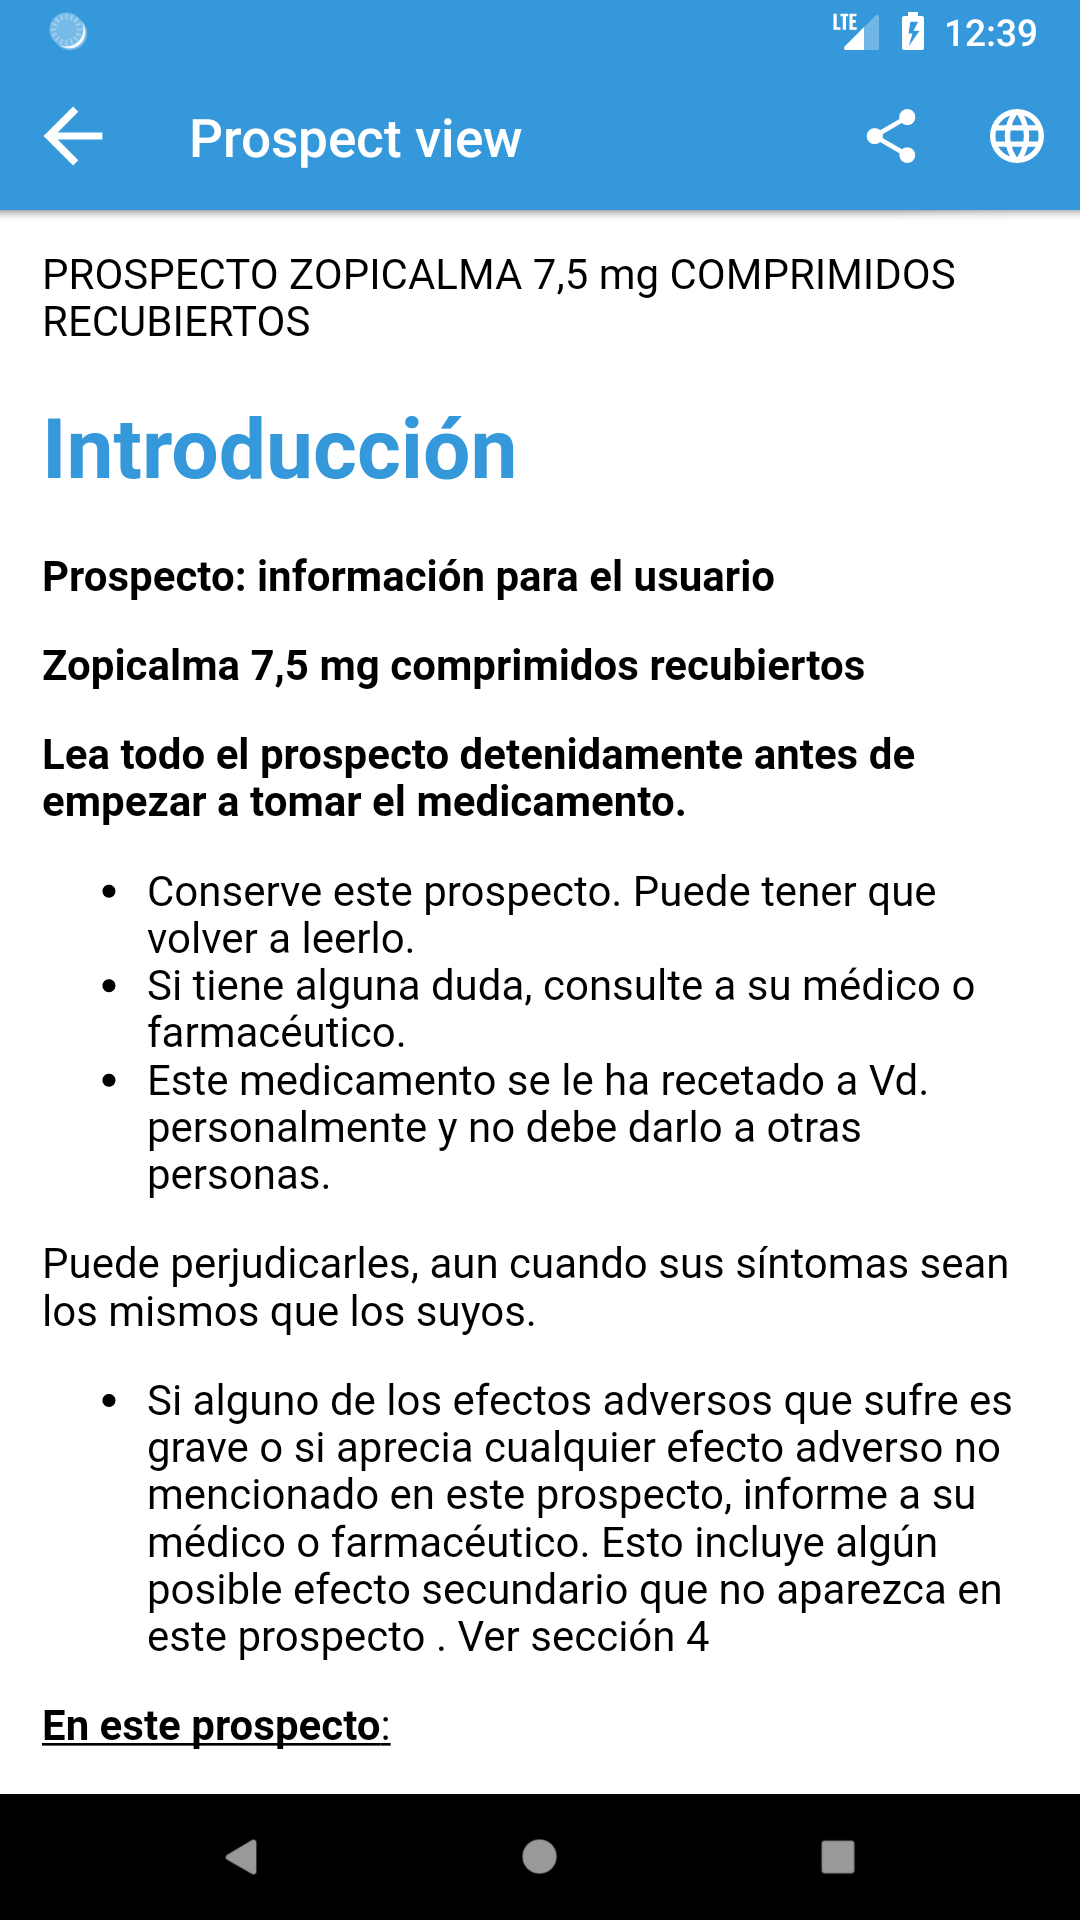 LTE 12:39
Prospect view
PROSPECTO ZOPICALMA 7,5 mg COMPRIMIDOS
RECUBIERTOS
Introducción
Prospecto: información para el usuario
Zopicalma 7,5 mg comprimidos recubiertos
Lea todo el prospecto detenidamente antes de
empezar a tomar el medicamento.
• Conserve este prospecto. Puede tener que
volver a leerlo.
• Si tiene alguna duda, consulte a su médico o
farmacéutico.
• Este medicamento se le ha recetado a Vd.
personalmente y no debe darlo a otras
personas.
Puede perjudicarles, aun cuando sus síntomas sean
los mismos que los suyos.
• Si alguno de los efectos adversos que sufre es
grave o si aprecia cualquier efecto adverso no
mencionado en este prospecto, informe a su
médico o farmacéutico. Esto incluye algún
posible efecto secundario que no aparezca en
este prospecto . Ver sección 4
En este prospecto: